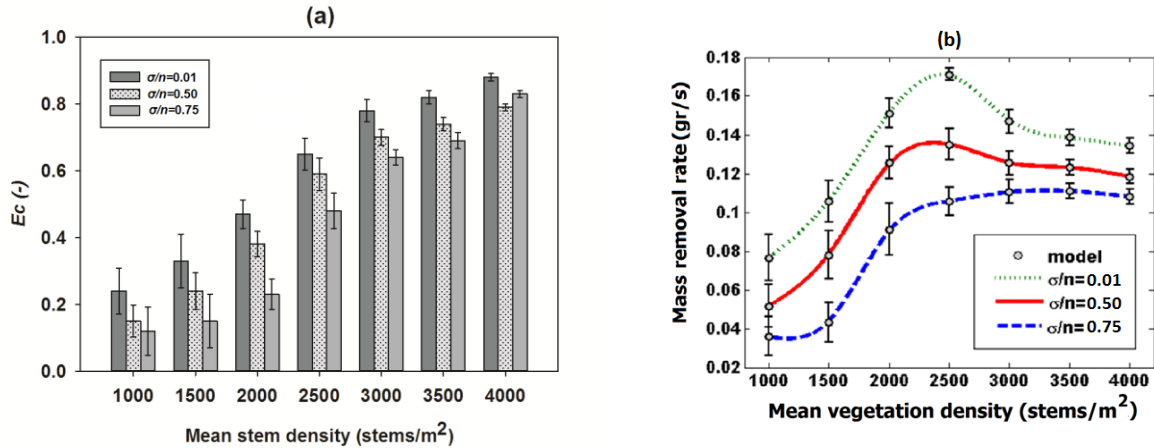 (a)
1.0
0.8
0.6
0.4
0.2
0.0
Ec (-)
σ/n=0.01
σ/n=0.50
σ/n=0.75
1000 1500 2000 2500 3000 3500 4000
Mean stem density (stems/m²)
(b)
0.18
0.16
0.14
0.12
0.1
0.08
0.06
0.04
0.02
Mass removal rate(gr/s)
model
σ/n= 0.01
σ/n= 0.50
σ/n= 0.75
1000 1500 2000 2500 3000 3500 4000
Mean vegetation density (stems/m²)